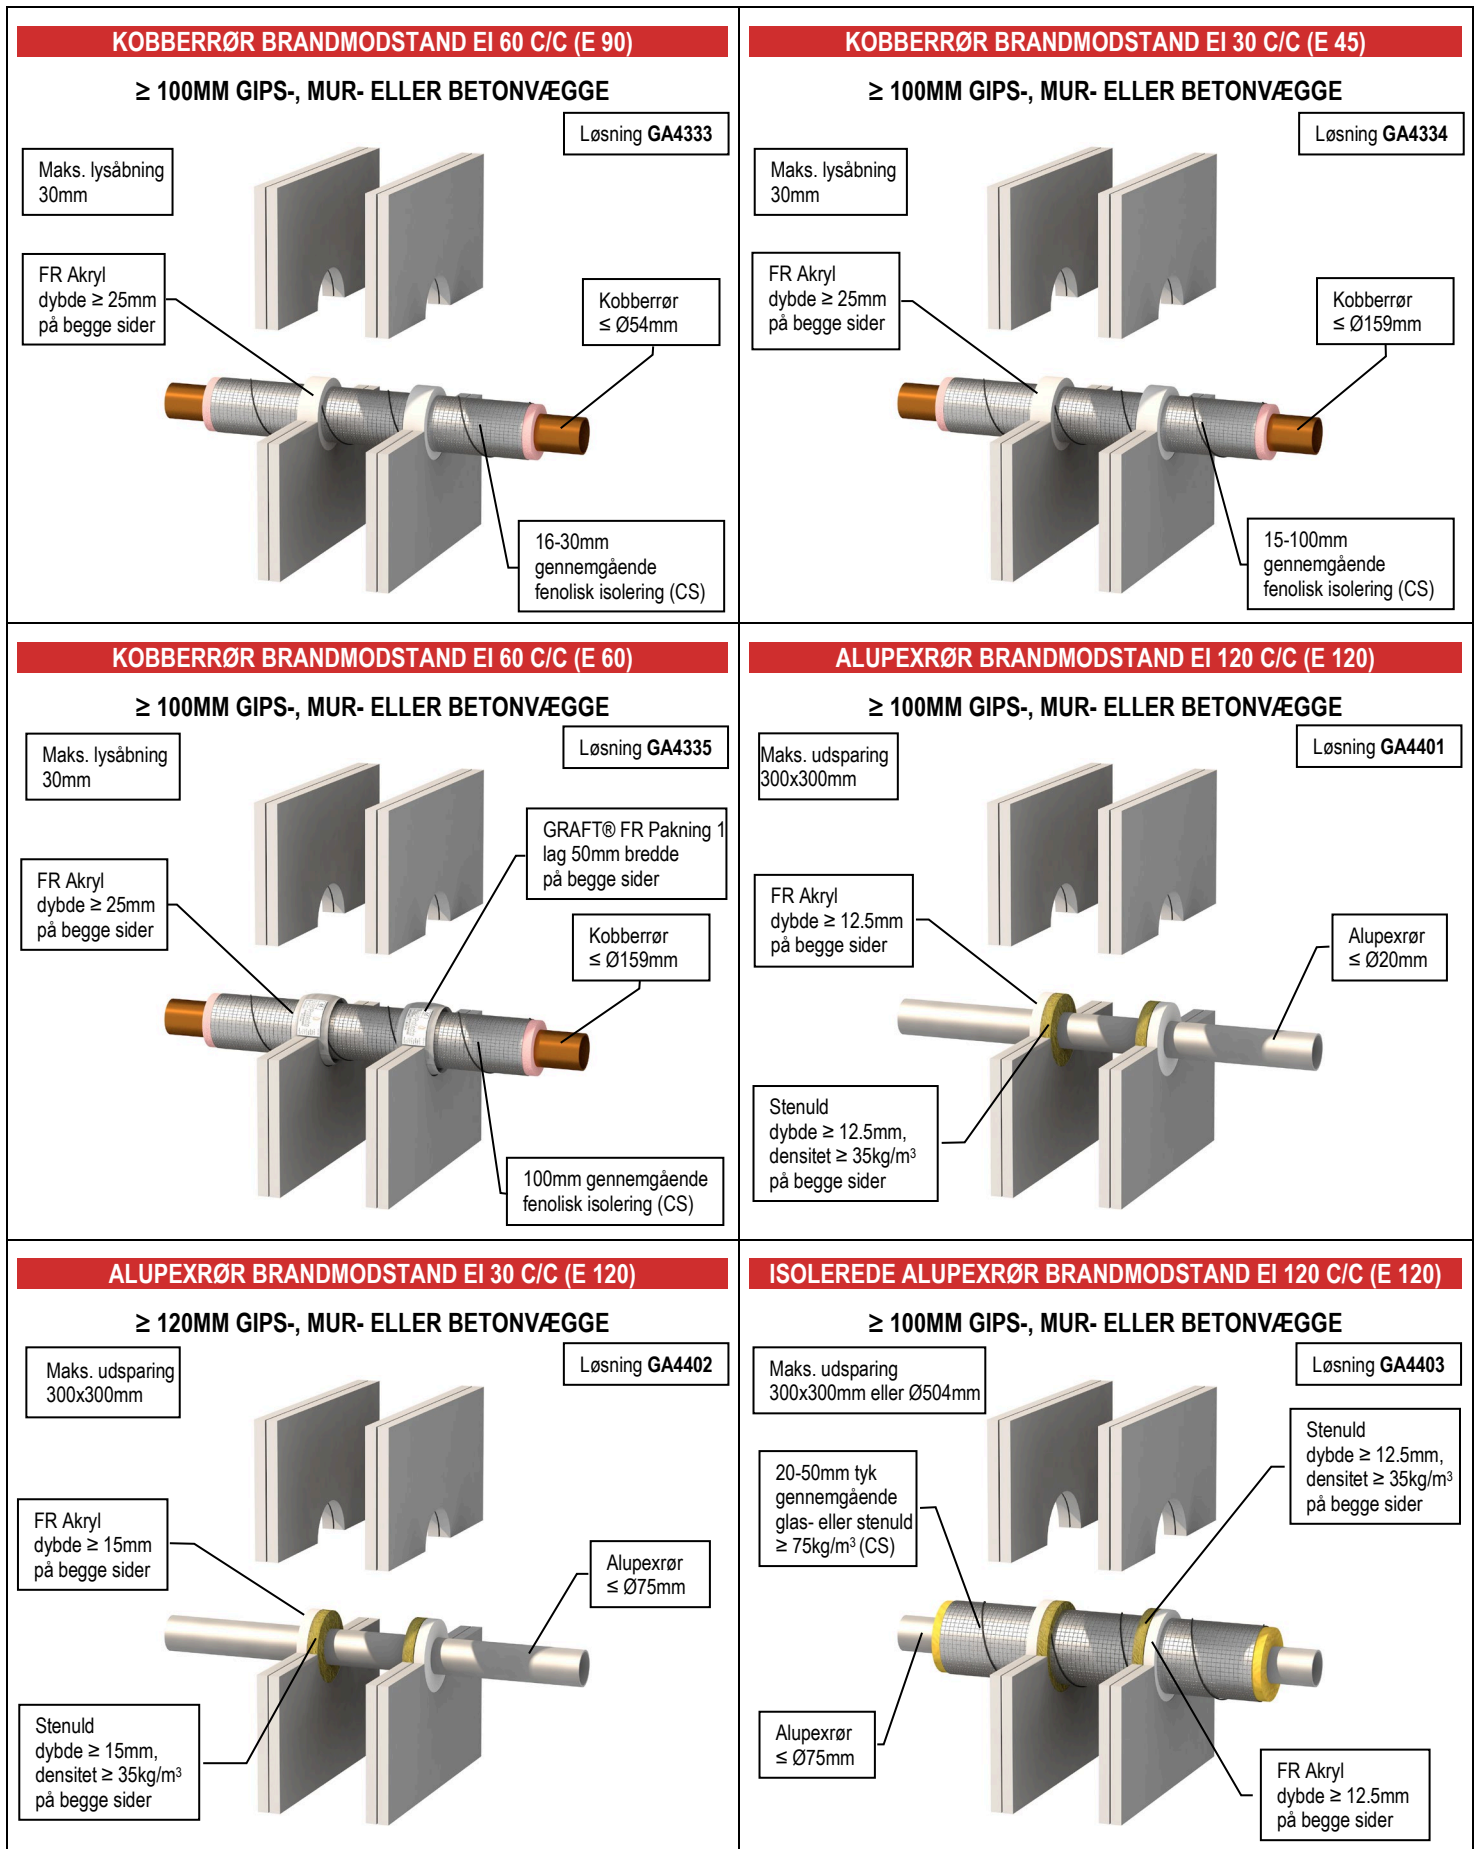 KOBBERRØR BRANDMODSTAND EI 60 C/C (E 90)
≥ 100MM GIPS-, MUR- ELLER BETONVÆGGE
Løsning GA4333
Maks. lysåbning
30mm
FR Akryl
dybde ≥ 25mm
på begge sider
Kobberrør
≤ Ø54mm
16-30mm
gennemgående
fenolisk isolering (CS)
KOBBERRØR BRANDMODSTAND EI 30 C/C (E 45)
≥ 100MM GIPS-, MUR- ELLER BETONVÆGGE
Løsning GA4334
Maks. lysåbning
30mm
FR Akryl
dybde ≥ 25mm
på begge sider
Kobberrør
≤ Ø159mm
15-100mm
gennemgående
fenolisk isolering (CS)
KOBBERRØR BRANDMODSTAND EI 60 C/C (E 60)
≥ 100MM GIPS-, MUR- ELLER BETONVÆGGE
Løsning GA4335
Maks. lysåbning
30mm
GRAFT® FR Pakning 1
lag 50mm bredde
på begge sider
FR Akryl
dybde ≥ 25mm
på begge sider
Kobberrør
≤ Ø159mm
100mm gennemgående
fenolisk isolering (CS)
ALUPEXRØR BRANDMODSTAND EI 120 C/C (E 120)
≥ 100MM GIPS-, MUR- ELLER BETONVÆGGE
Løsning GA4401
Maks. udsparing
300x300mm
FR Akryl
dybde ≥ 12.5mm
på begge sider
Alupexrør
≤ Ø20mm
Stenuld
dybde ≥ 12.5mm,
densitet ≥ 35kg/m³
på begge sider
ALUPEXRØR BRANDMODSTAND EI 30 C/C (E 120)
≥ 120MM GIPS-, MUR- ELLER BETONVÆGGE
Løsning GA4402
Maks. udsparing
300x300mm
FR Akryl
dybde ≥ 15mm
på begge sider
Alupexrør
≤ Ø75mm
Stenuld
dybde ≥ 15mm,
densitet ≥ 35kg/m³
på begge sider
ISOLEREDE ALUPEXRØR BRANDMODSTAND EI 120 C/C (E 120)
≥ 100MM GIPS-, MUR- ELLER BETONVÆGGE
Løsning GA4403
Maks. udsparing
300x300mm eller Ø504mm
Stenuld
dybde ≥ 12.5mm,
densitet ≥ 35kg/m³
på begge sider
20-50mm tyk
gennemgående
glas- eller stenuld
≥ 75kg/m³ (CS)
Alupexrør
≤ Ø75mm
FR Akryl
dybde ≥ 12.5mm
på begge sider